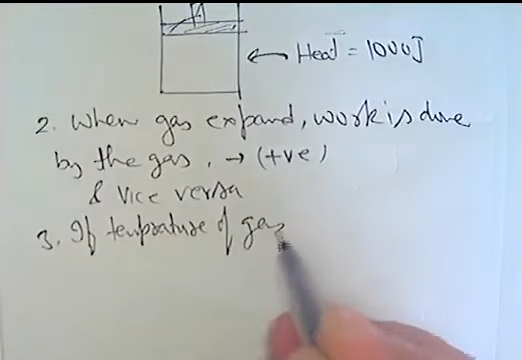 Heat = 1000J
2. When gas expand, work is done
by the gas, → (+ve)
& vice versa
3. If temprature of gas